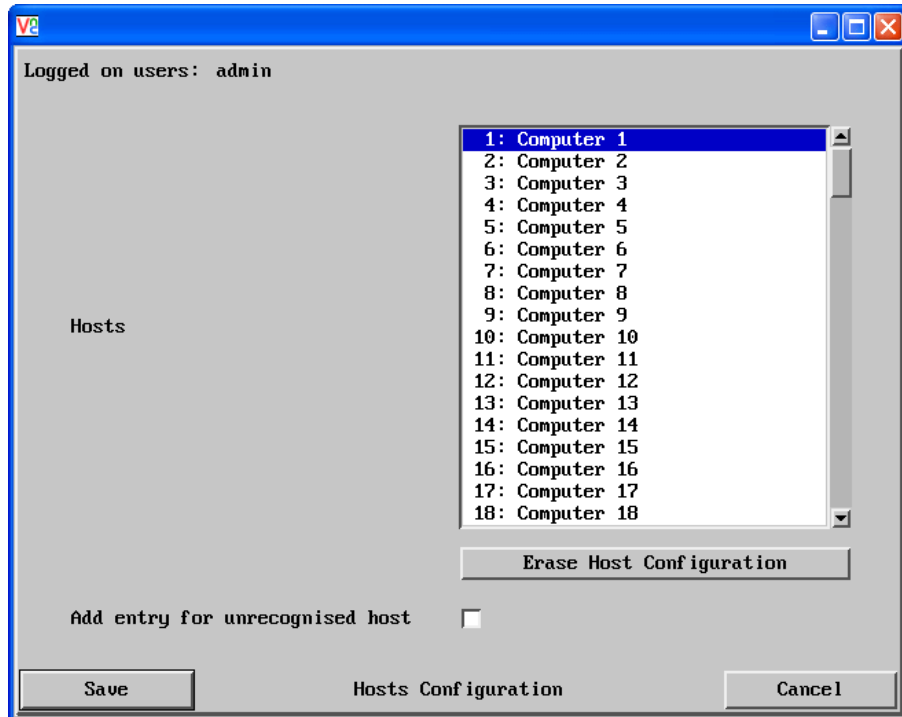 Logged on users: admin
Hosts
1: Computer 1
2: Computer 2
3: Computer 3
4: Computer 4
5: Computer 5
6: Computer 6
7: Computer 7
8: Computer 8
9: Computer 9
10: Computer 10
11: Computer 11
12: Computer 12
13: Computer 13
14: Computer 14
15: Computer 15
16: Computer 16
17: Computer 17
18: Computer 18
Erase Host Configuration
Add entry for unrecognised host
Save Hosts Configuration Cancel